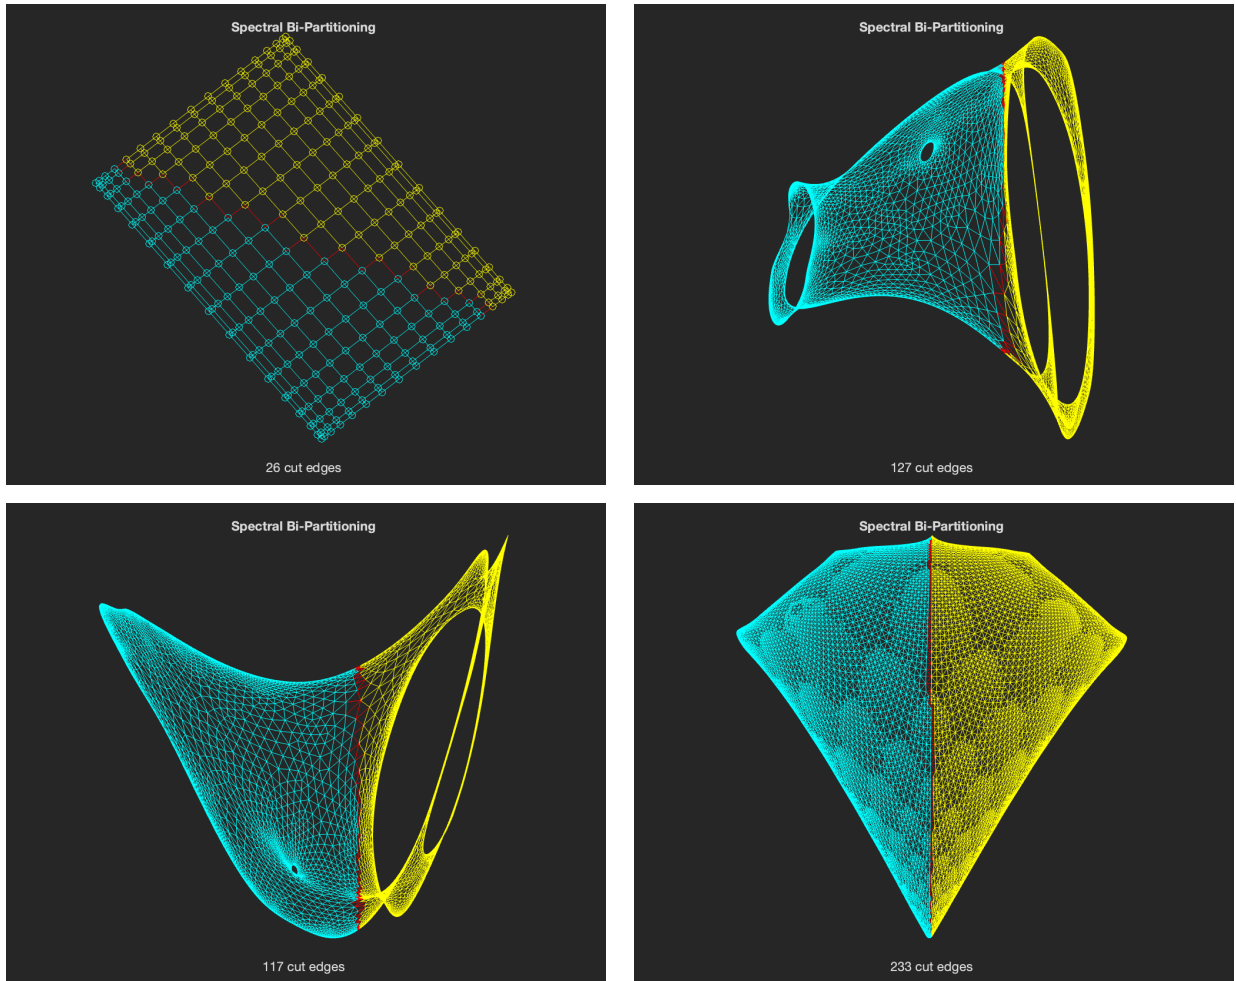 Spectral Bi-Partitioning
26 cut edges
Spectral Bi-Partitioning
127 cut edges
Spectral Bi-Partitioning
117 cut edges
Spectral Bi-Partitioning
233 cut edges